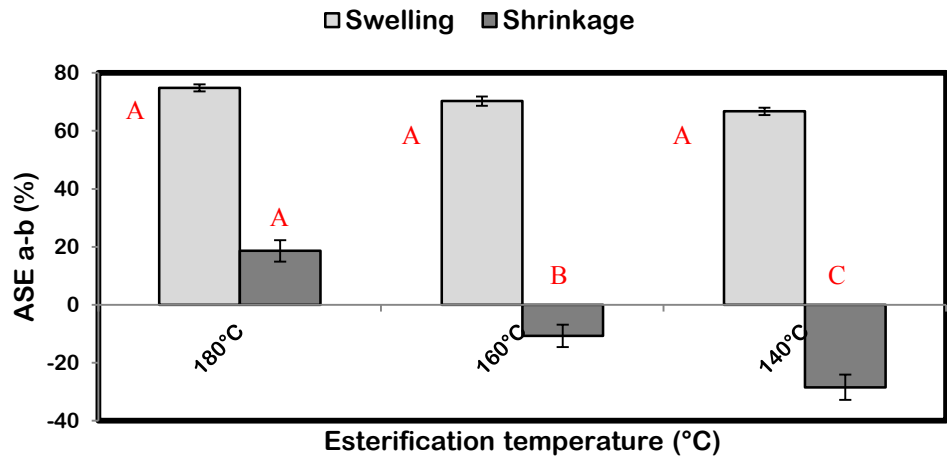 Swelling Shrinkage
80
60
40
20
0
-20
-40
ASE a-b (%)
A
A
A
A
B
C
180°C
160°C
140°C
Esterification temperature (°C)